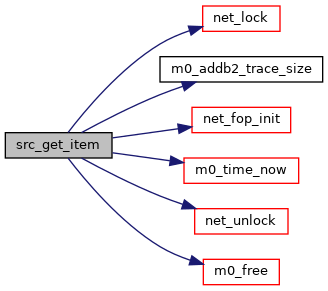 net_lock
m0_addb2_trace_size
net_fop_init
src_get_item
m0_time_now
net_unlock
m0_free